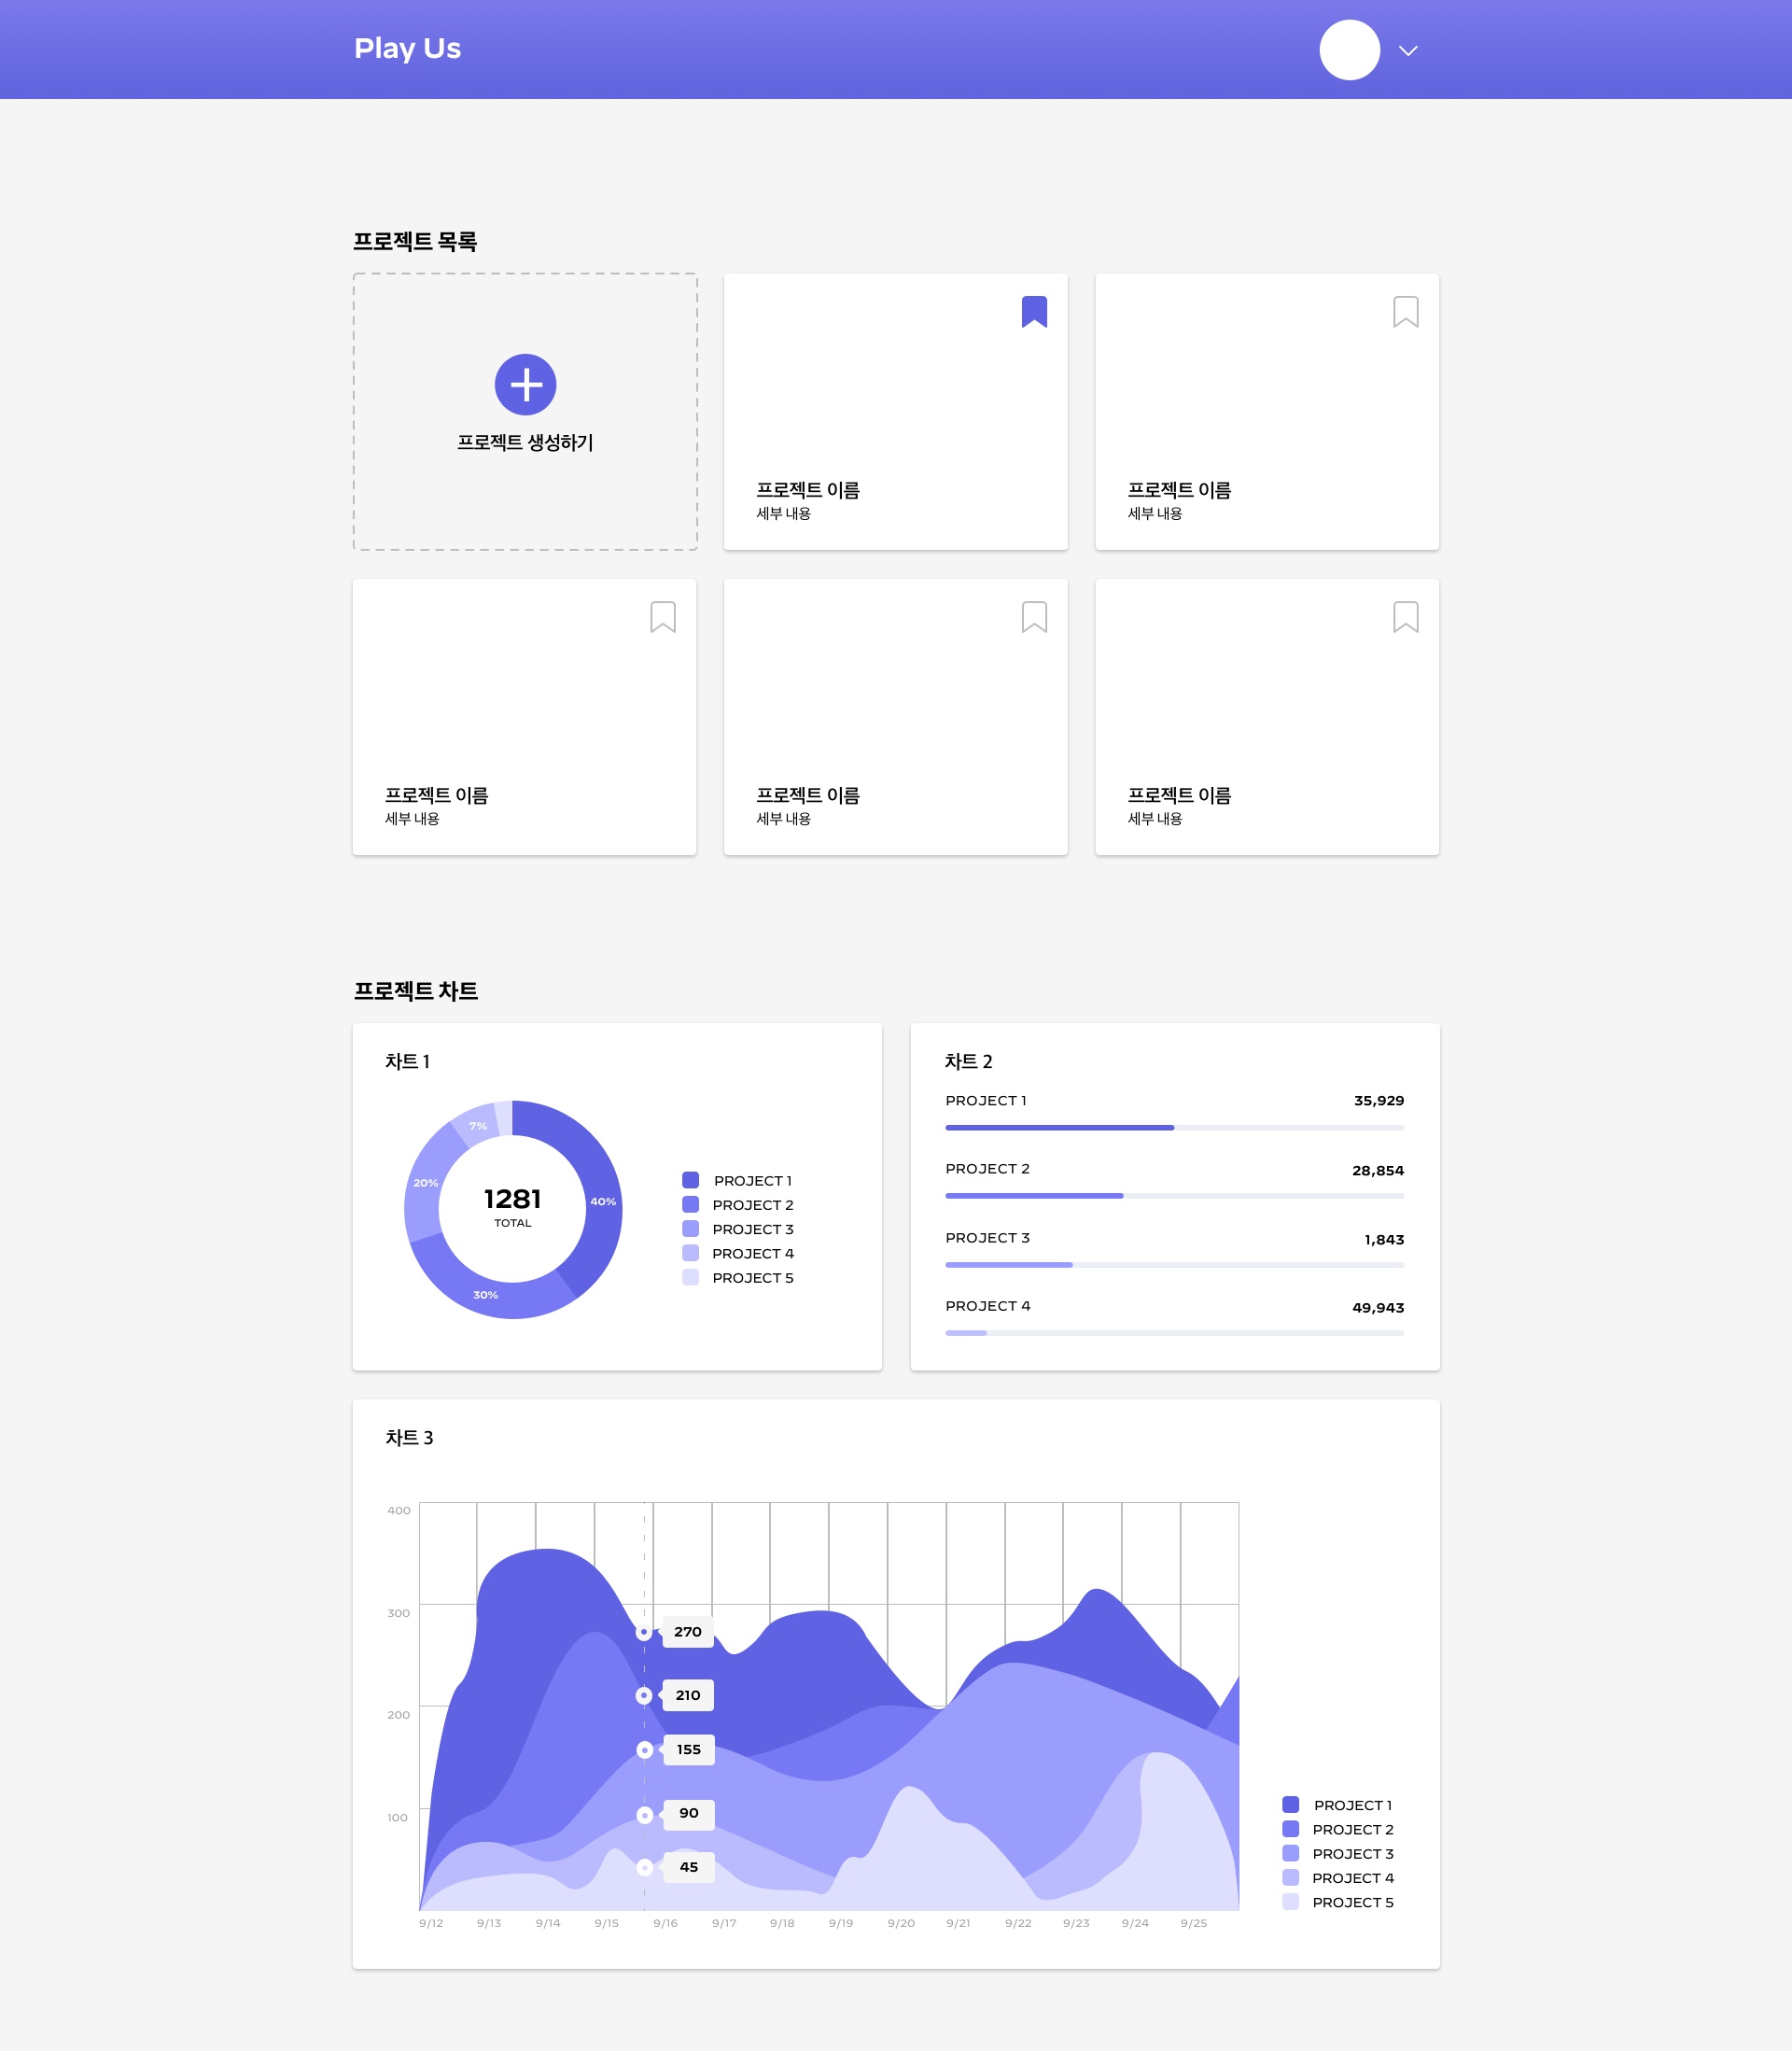 Play Us
프로젝트 목록
프로젝트 생성하기
프로젝트 이름
세부 내용
프로젝트 이름
세부 내용
프로젝트 이름
세부 내용
프로젝트 이름
세부 내용
프로젝트 이름
세부 내용
프로젝트 차트
차트 1
7%
20%
40%
30%
1281
TOTAL
PROJECT 1
PROJECT 2
PROJECT 3
PROJECT 4
PROJECT 5
차트 2
PROJECT 1 35,929
PROJECT 2 28,854
PROJECT 3 1,843
PROJECT 4 49,943
차트 3
400
300
200
100
270
210
155
90
45
9/12 9/13 9/14 9/15 9/16 9/17 9/18 9/19 9/20 9/21 9/22 9/23 9/24 9/25
PROJECT 1
PROJECT 2
PROJECT 3
PROJECT 4
PROJECT 5